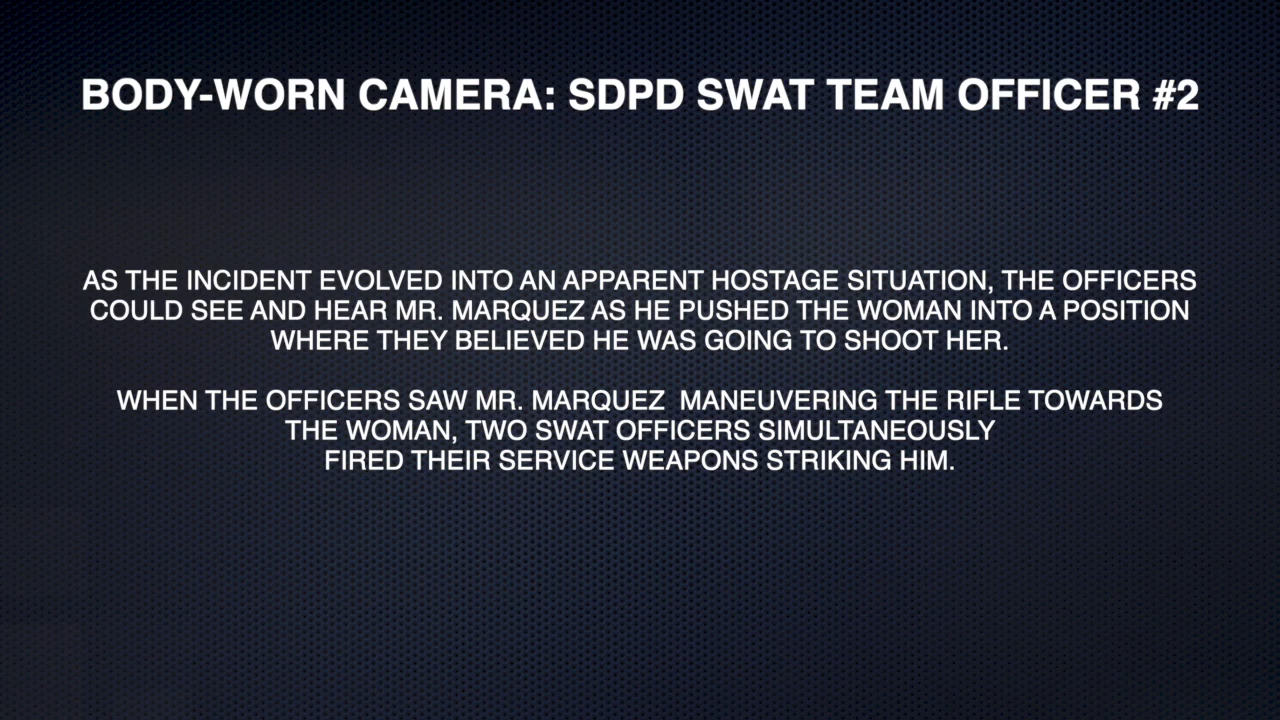 BODY-WORN CAMERA: SDPD SWAT TEAM OFFICER #2
AS THE INCIDENT EVOLVED INTO AN APPARENT HOSTAGE SITUATION, THE OFFICERS
COULD SEE AND HEAR MR. MARQUEZ AS HE PUSHED THE WOMAN INTO A POSITION
WHERE THEY BELIEVED HE WAS GOING TO SHOOT HER.
WHEN THE OFFICERS SAW MR. MARQUEZ  MANEUVERING THE RIFLE TOWARDS
THE WOMAN, TWO SWAT OFFICERS SIMULTANEOUSLY
FIRED THEIR SERVICE WEAPONS STRIKING HIM.